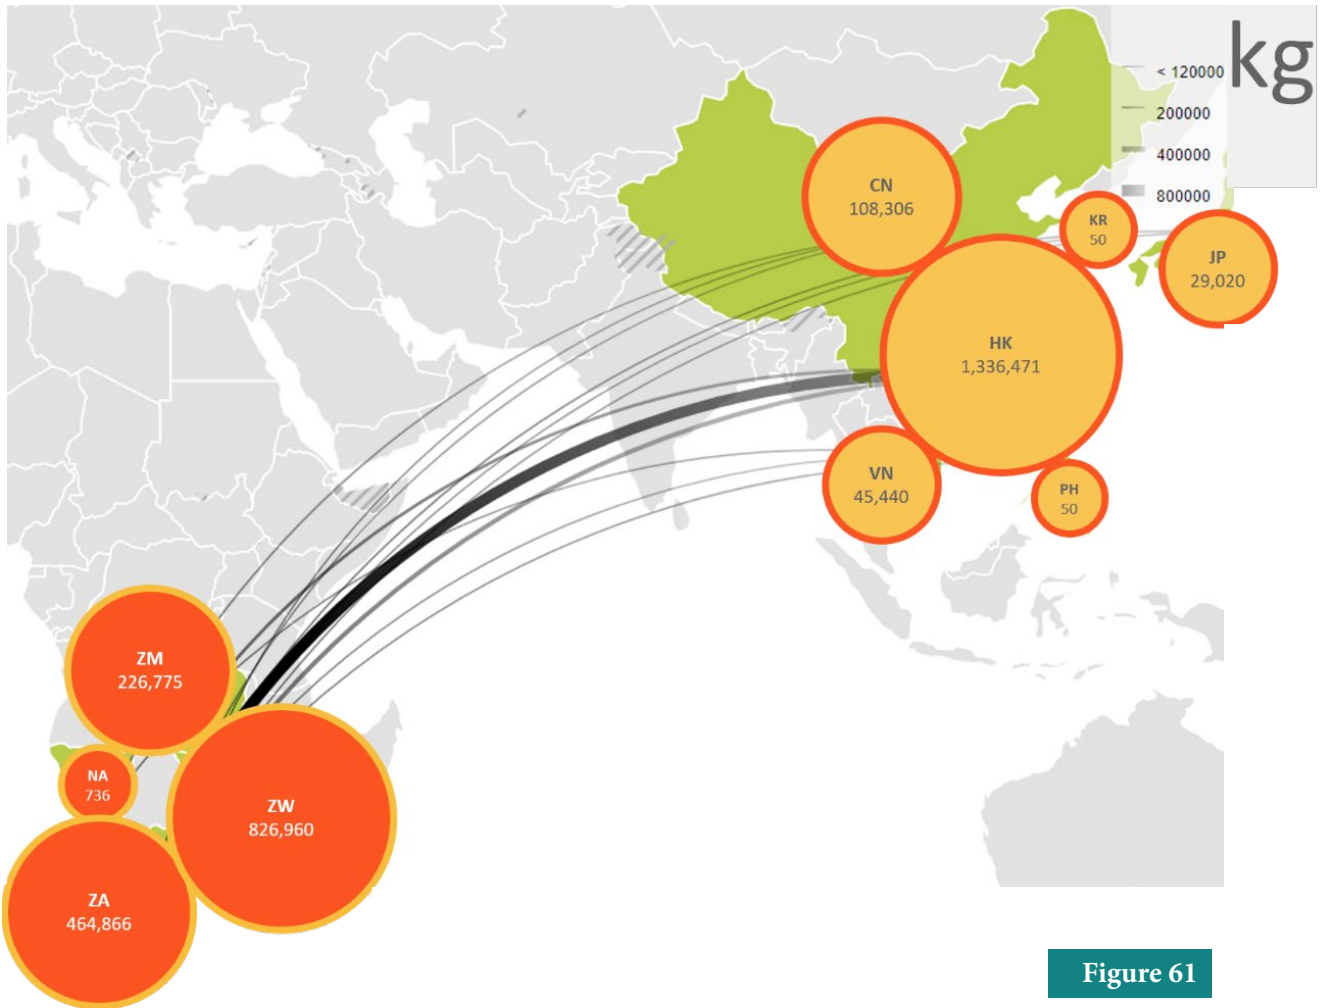 kg
< 120000
200000
400000
800000
CN
108,306
KR
50
JP
29,020
HK
1,336,471
VN
45,440
PH
50
ZM
226,775
NA
736
ZW
826,960
ZA
464,866
Figure 61